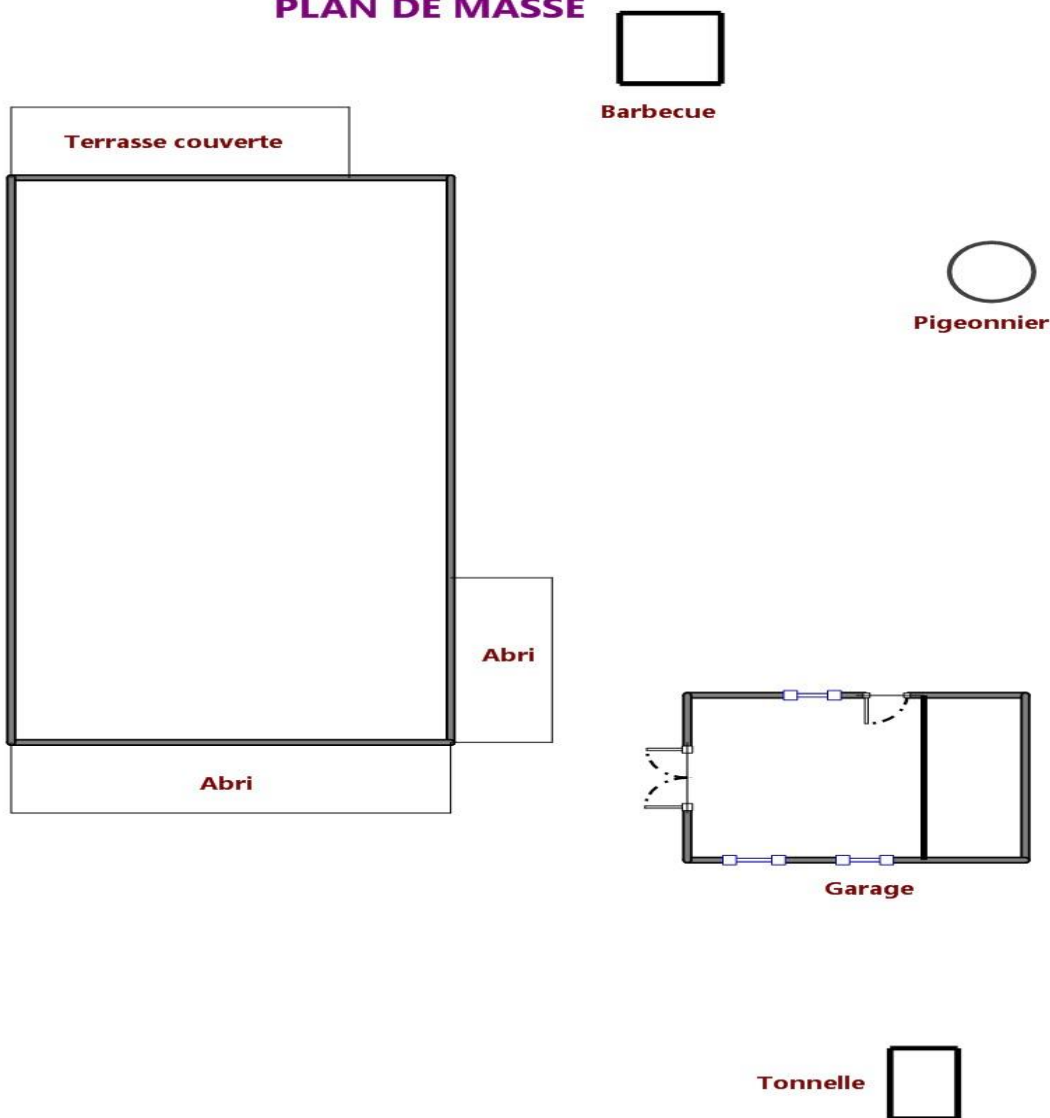 PLAN DE MASSE
Barbecue
Terrasse couverte
Pigeonnier
Abri
Abri
Garage
Tonnelle